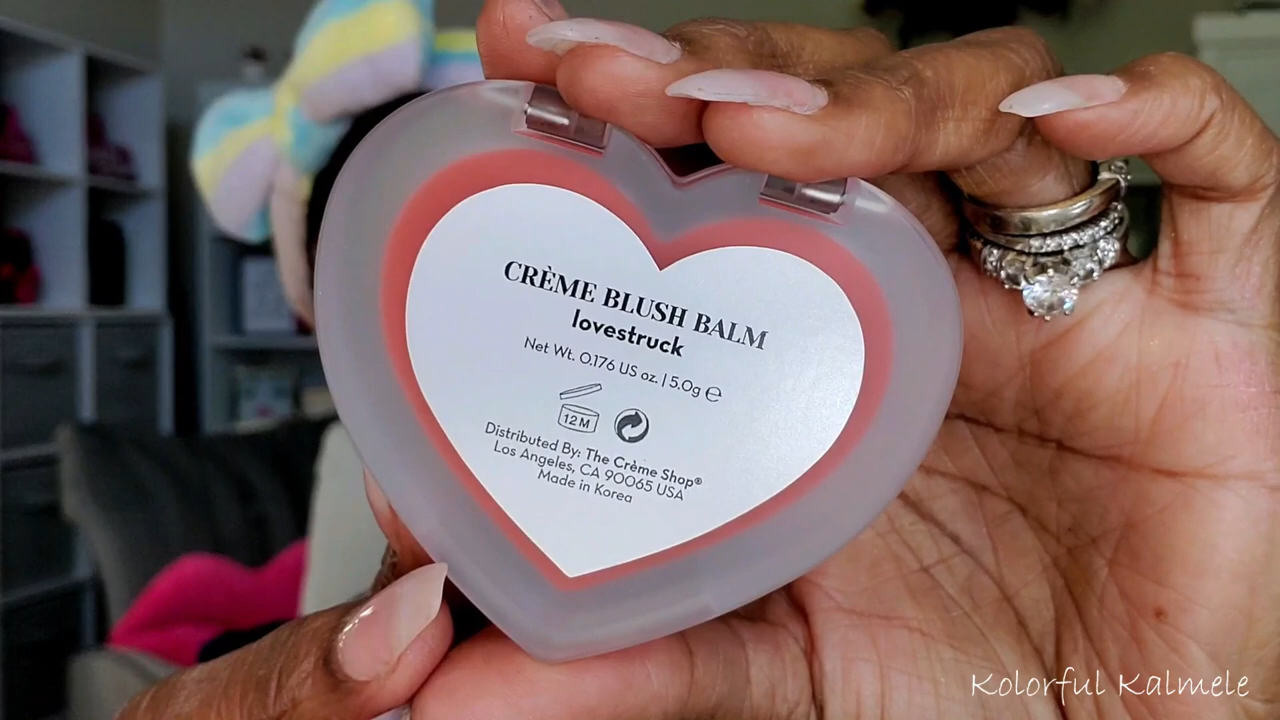 CRÈME BLUSH BALM
lovestruck
Net Wt. 0.176 US oz. | 5.0g ℮
12 M
Distributed By: The Crème Shop®
Los Angeles, CA 90065 USA
Made in Korea
Kolorful Kalmele